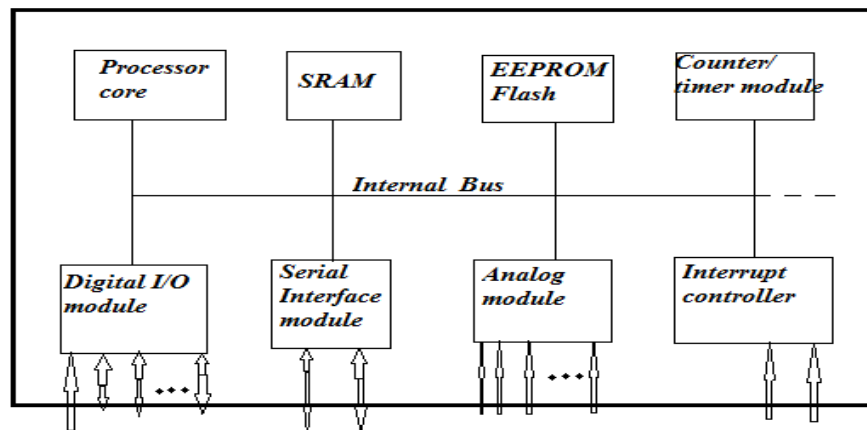 Processor
core
SRAM
EEPROM
Flash
Counter/
timer module
Internal Bus
Digital I/O
module
Serial
Interface
module
Analog
module
Interrupt
controller